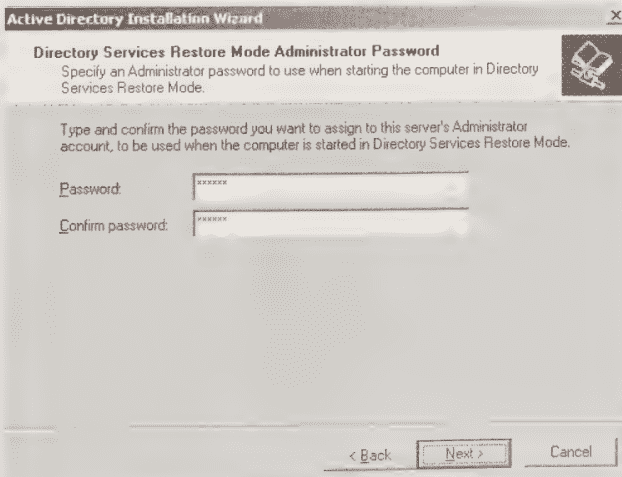 Active Directory Installation Wizard
Directory Services Restore Mode Administrator Password
Specify an Administrator password to use when starting the computer in Directory
Services Restore Mode.
Type and confirm the password you want to assign to this server's Administrator
account, to be used when the computer is started in Directory Services Restore Mode.
Password: xxxxxx
Confirm password: xxxxxx
< Back Next > Cancel